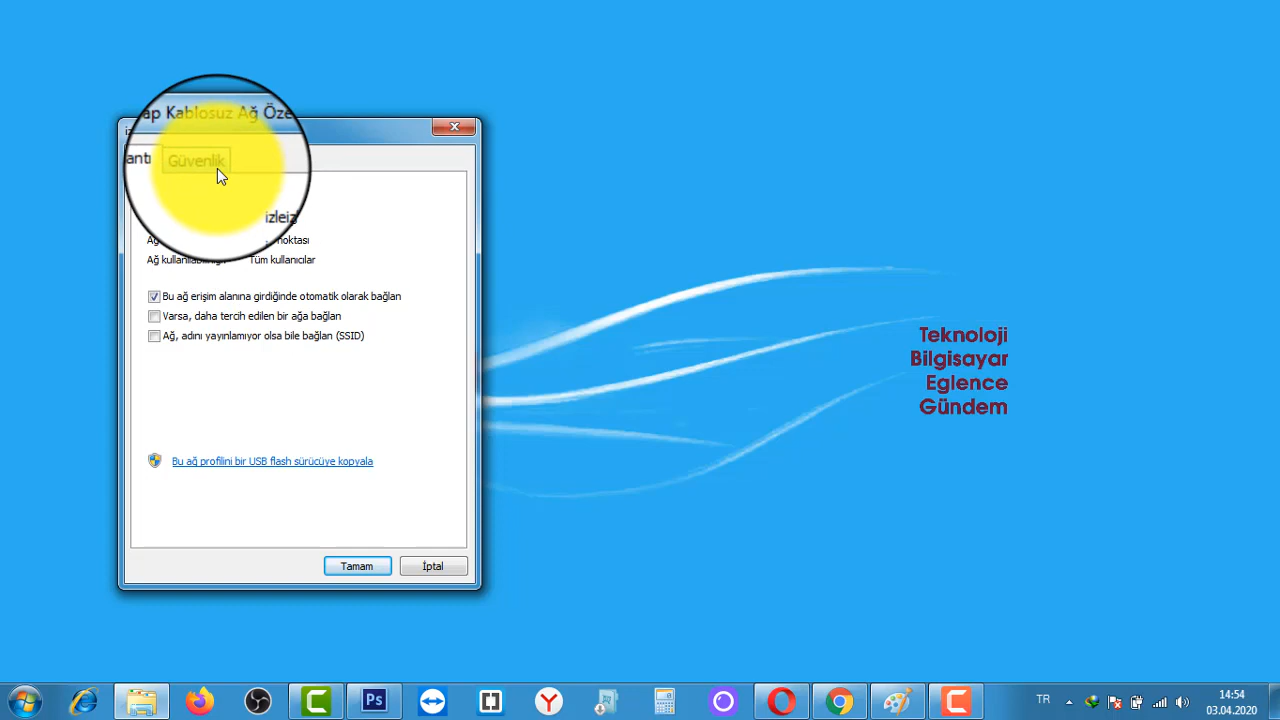 ap Kablosuz Ağ Öze
antı Güvenlik
izleiz
Ağ noktası
Tüm kullanıcılar
Bu ağ erişim alanına girdiğinde otomatik olarak bağlan
Varsa, daha tercih edilen bir ağa bağlan
Ağ, adını yayınlamıyor olsa bile bağlan (SSID)
Bu ağ profilini bir USB flash sürücüye kopyala
Tamam İptal
Teknoloji
Bilgisayar
Eglence
Gündem
Ps
TR
14:54
03.04.2020